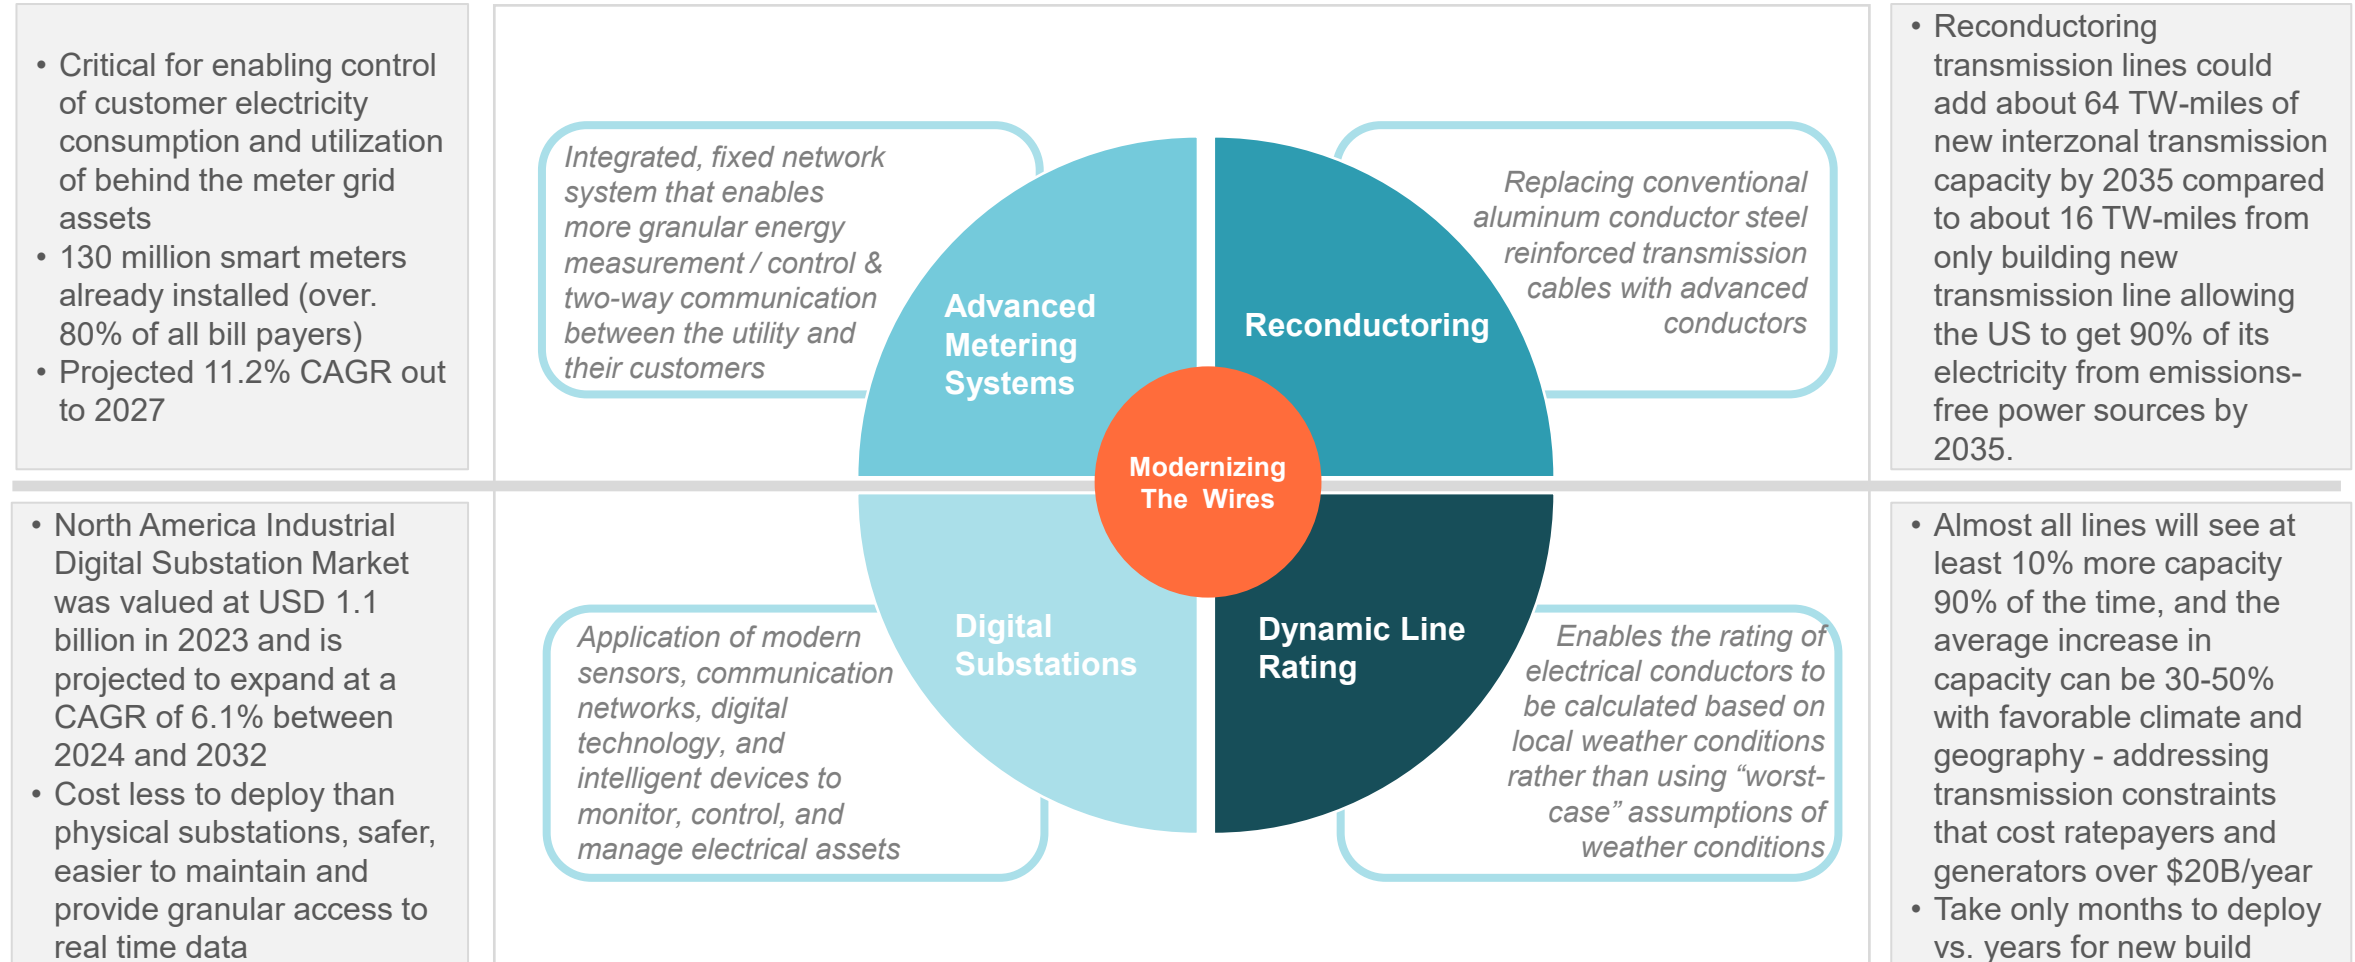 • Critical for enabling control
of customer electricity
consumption and utilization
of behind the meter grid
assets
• 130 million smart meters
already installed (over.
80% of all bill payers)
• Projected 11.2% CAGR out
to 2027
Integrated, fixed network
system that enables
more granular energy
measurement / control &
two-way communication
between the utility and
their customers
Advanced
Metering
Systems
Reconductoring
Replacing conventional
aluminum conductor steel
reinforced transmission
cables with advanced
conductors
• Reconductoring
transmission lines could
add about 64 TW-miles of
new interzonal transmission
capacity by 2035 compared
to about 16 TW-miles from
only building new
transmission line allowing
the US to get 90% of its
electricity from emissions-
free power sources by
2035.
Modernizing
The Wires
• North America Industrial
Digital Substation Market
was valued at USD 1.1
billion in 2023 and is
projected to expand at a
CAGR of 6.1% between
2024 and 2032
• Cost less to deploy than
physical substations, safer,
easier to maintain and
provide granular access to
real time data
Application of modern
sensors, communication
networks, digital
technology, and
intelligent devices to
monitor, control, and
manage electrical assets
Digital
Substations
Dynamic Line
Rating
Enables the rating of
electrical conductors to
be calculated based on
local weather conditions
rather than using “worst-
case” assumptions of
weather conditions
• Almost all lines will see at
least 10% more capacity
90% of the time, and the
average increase in
capacity can be 30-50%
with favorable climate and
geography - addressing
transmission constraints
that cost ratepayers and
generators over $20B/year
• Take only months to deploy
vs. years for new build